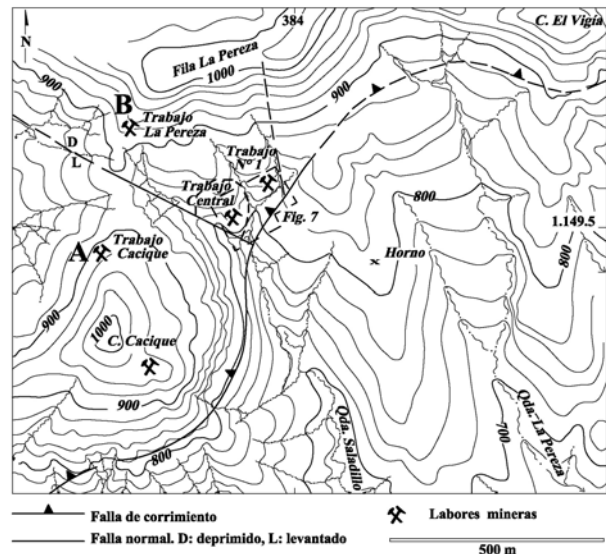 384
C. El Vigía
N
Fila La Pereza
1000
900
900
B
Trabajo
La Pereza
D
L
Trabajo
Nº 1
Trabajo
Central
Fig. 7
800
1.149.5
800
Horno
A
Trabajo
Cacique
900
1000
C. Cacique
900
800
Qda. Saladillo
700
Qda. La Pereza
Falla de corrimiento
Labores mineras
Falla normal. D: deprimido, L: levantado
500 m